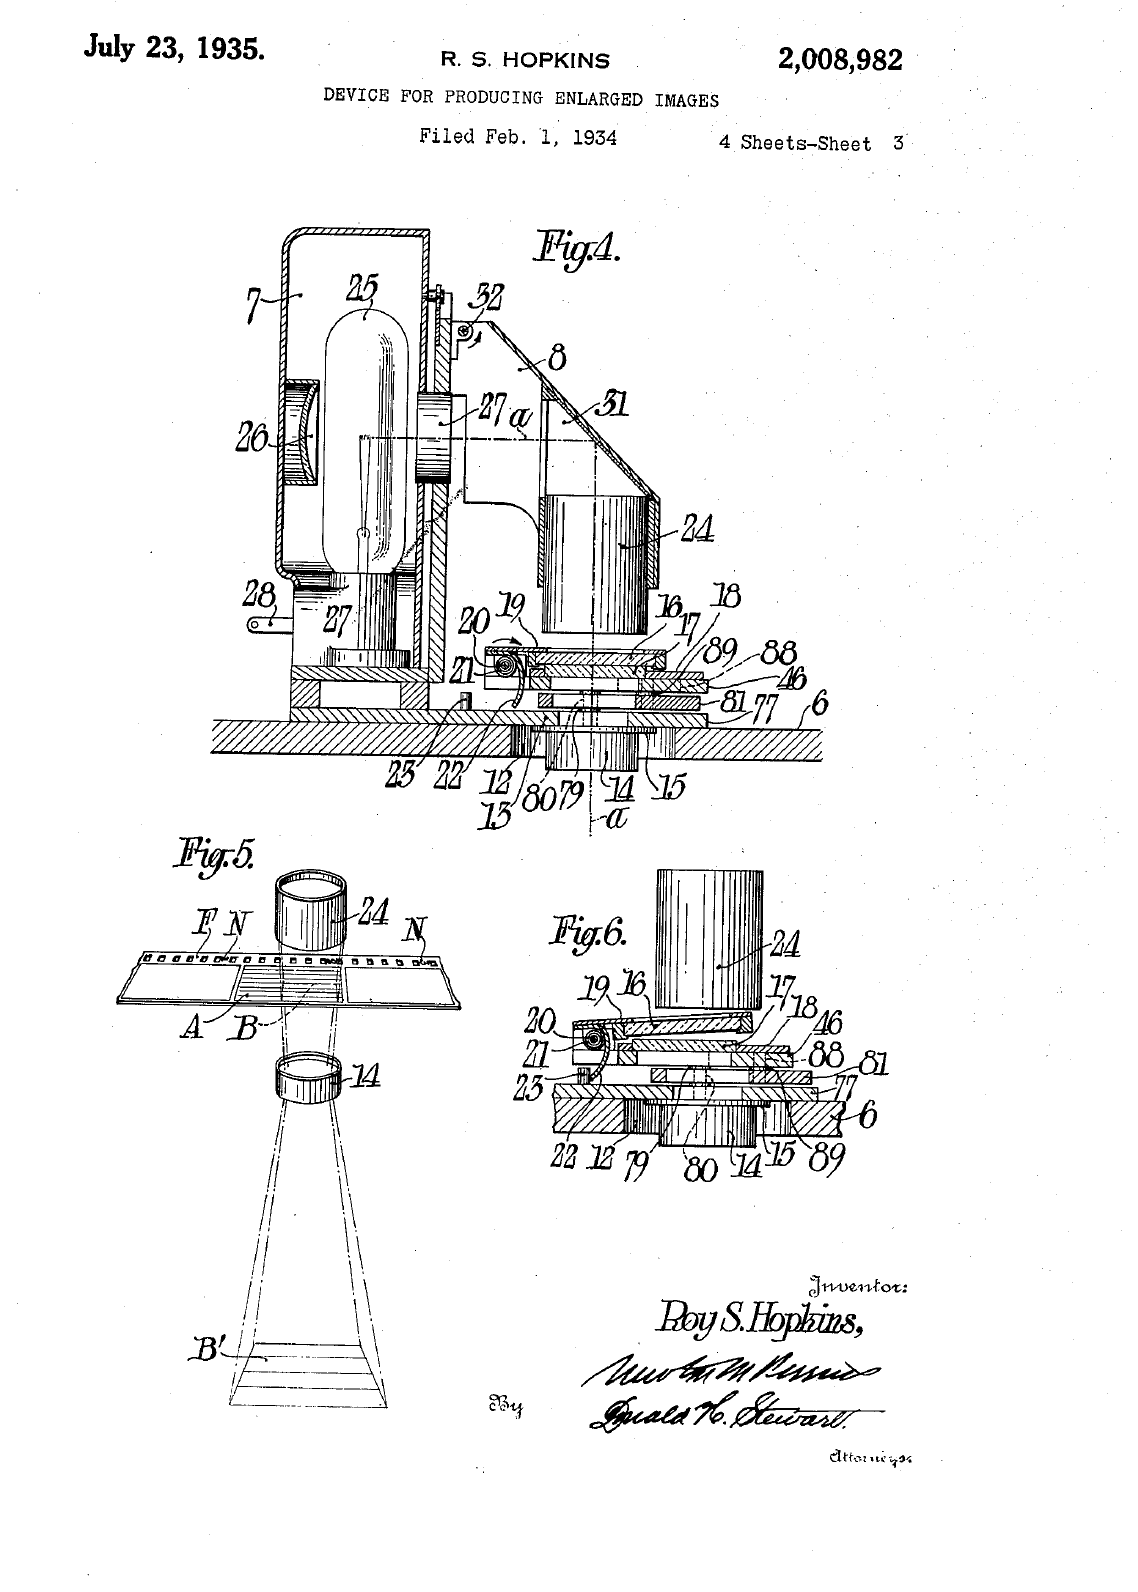 July 23, 1935.
R. S. HOPKINS
2,008,982
DEVICE FOR PRODUCING ENLARGED IMAGES
Filed Feb. 1, 1934
4 Sheets-Sheet 3
Fig. 4.
7
25
32
8
26
27
a
31
24
28
27
20
19
16
17
18
89
88
21
46
81
77
6
23
22
12
13
80
79
14
15
a
Fig. 5.
F
N
24
N
A
B
14
B'
Fig. 6.
24
19
16
17
18
20
46
21
88
81
23
77
6
22
12
79
80
14
15
89
Inventor:
Roy S. Hopkins,
By
Donald H. Stewart.
Attorneys